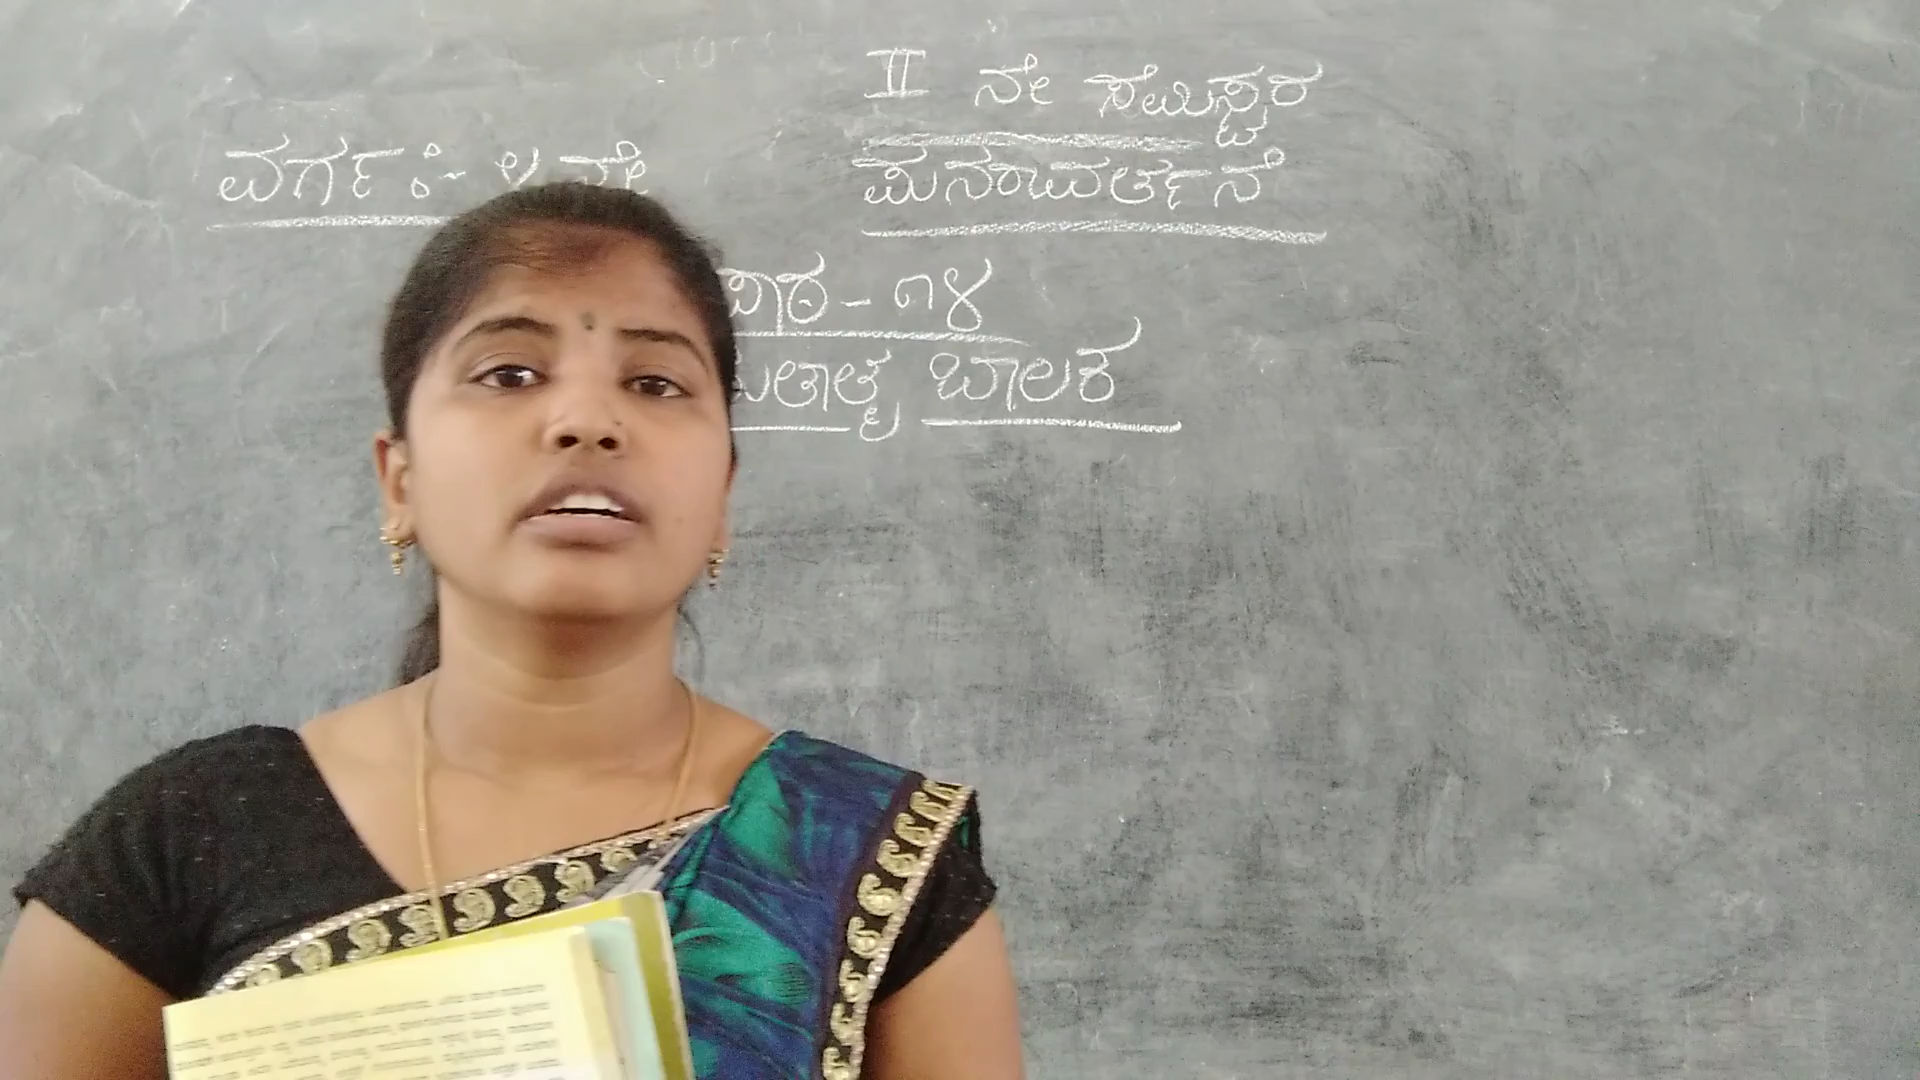 II ನೇ ಸೆಮಿಸ್ಟರ
ವರ್ಗ :- ೪ ನೇ
ಪುನರಾವರ್ತನೆ
ಪಾಠ - ೧೪
ಬಾಲಕ